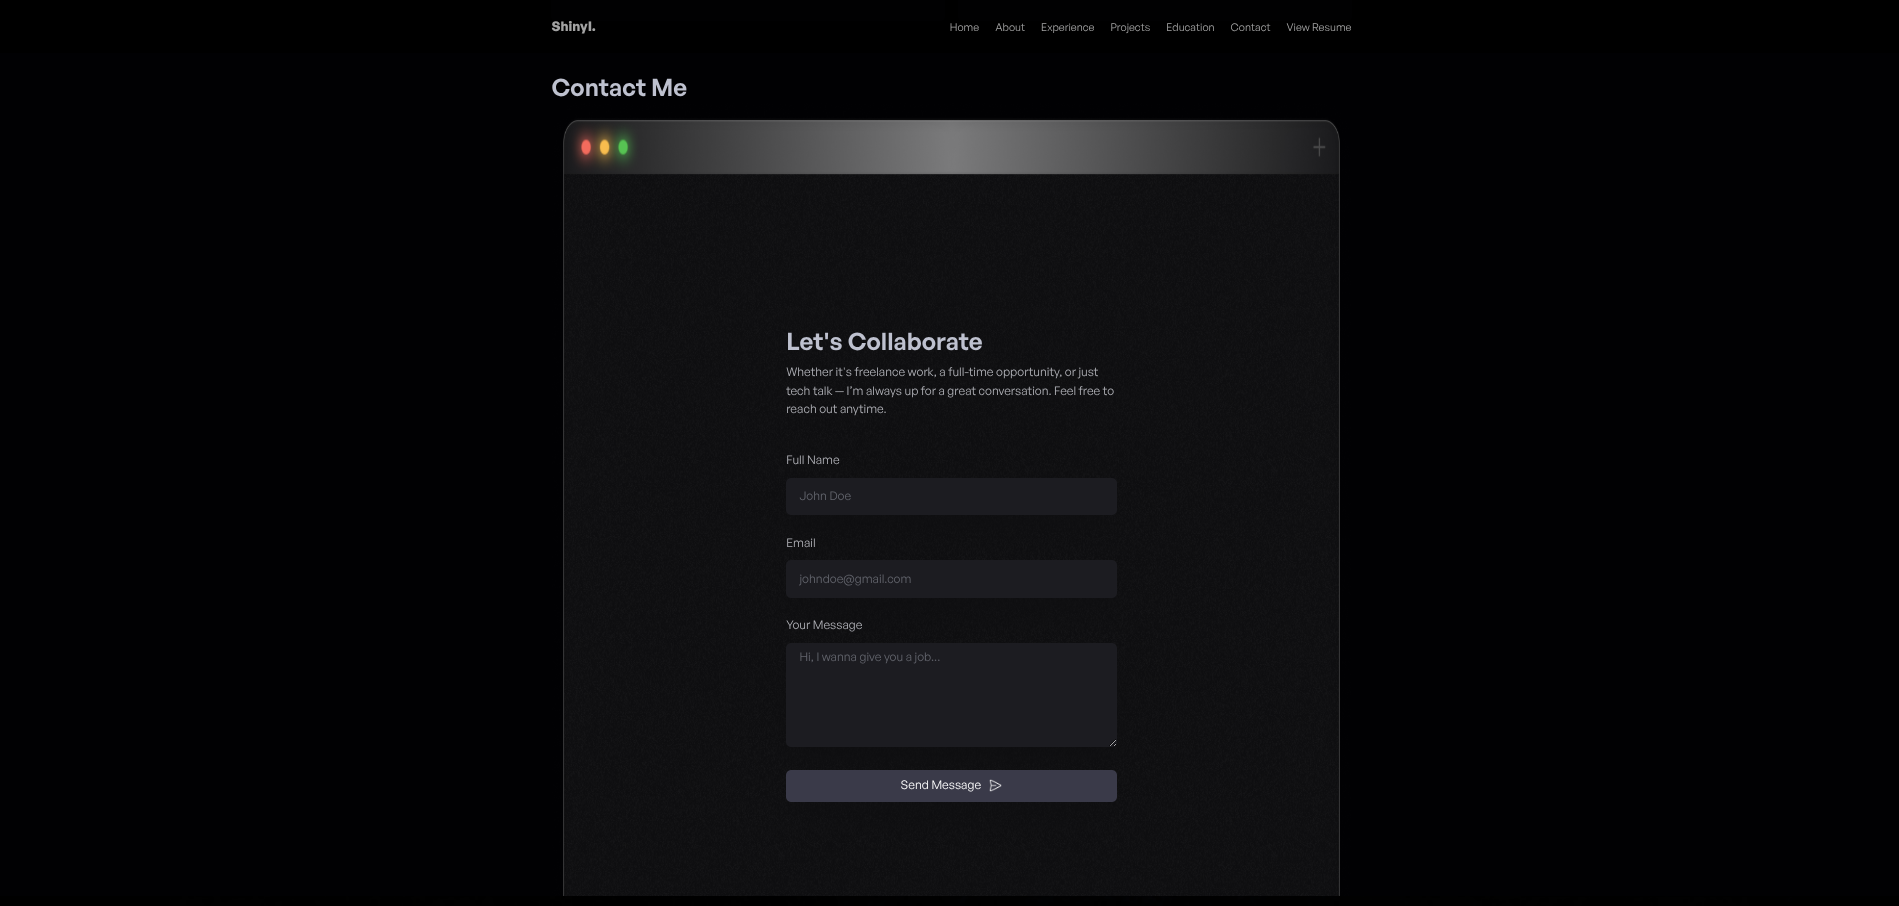 Shinyl.
Home About Experience Projects Education Contact View Resume
Contact Me
Let's Collaborate
Whether it's freelance work, a full-time opportunity, or just
tech talk — I'm always up for a great conversation. Feel free to
reach out anytime.
Full Name
John Doe
Email
johndoe@gmail.com
Your Message
Hi, I wanna give you a job...
Send Message